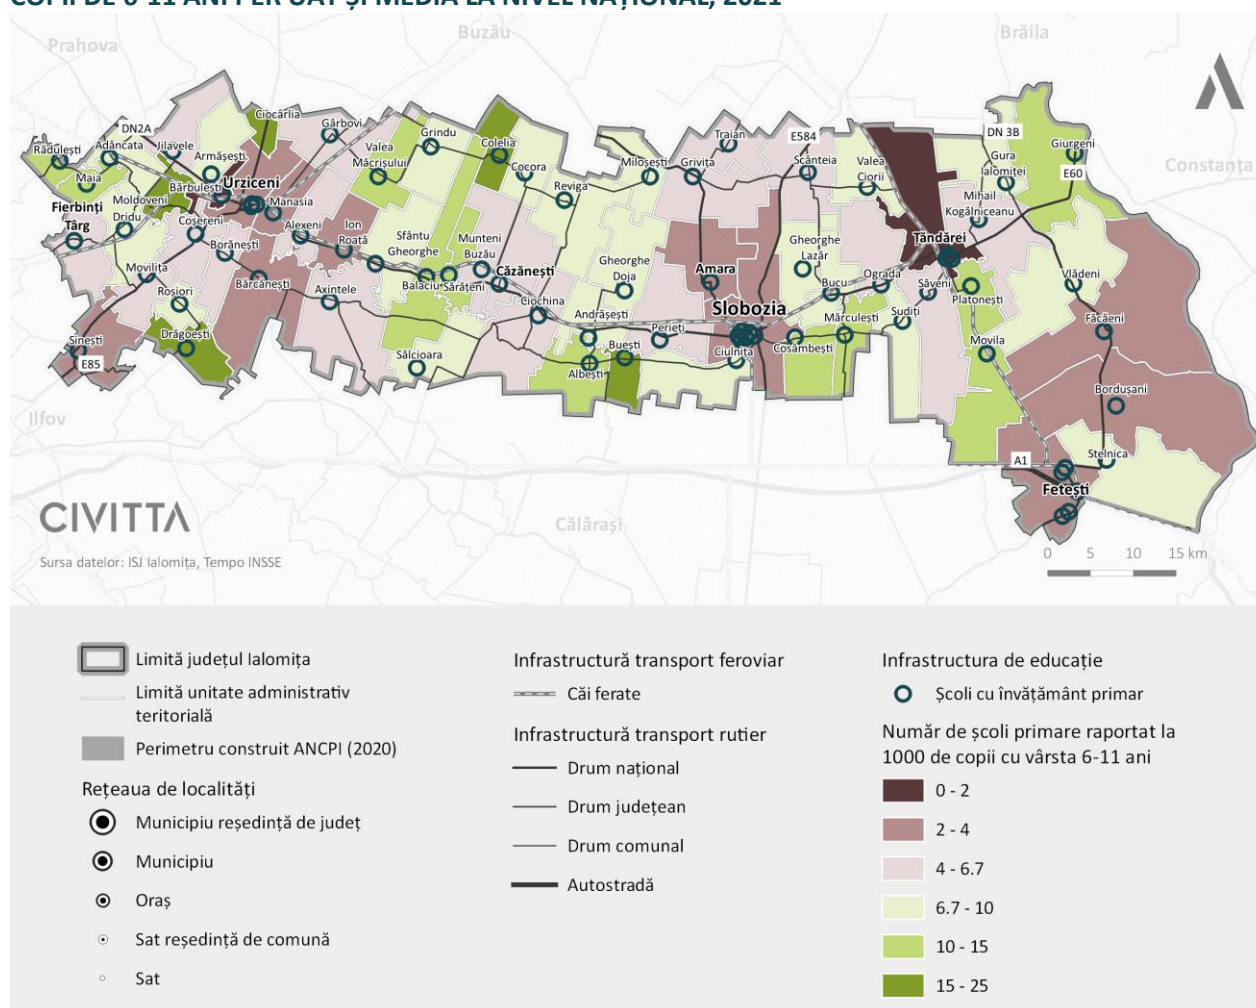 COPII DE 6-11 ANI PER UAT ȘI MEDIA LA NIVEL NAȚIONAL, 2021
Prahova
Buzău
Brăila
Constanța
Ilfov
Călărași
DN2A
E584
DN 3B
E60
E85
A1
Ciocârlia
Gârbovi
Grindu
Colelia
Traian
Scânteia
Giurgeni
Rădulești
Adâncata
Jilavele
Armășești
Valea
Măcrișului
Cocora
Miloșești
Grivița
Valea
Ciorii
Gura
Ialomiței
Maia
Bărbulești
Urziceni
Reviga
Mihail
Kogălniceanu
Fierbinți
Târg
Moldoveni
Dridu
Manasia
Coșereni
Alexeni
Ion
Roată
Sfântu
Gheorghe
Munteni
Buzău
Gheorghe
Lazăr
Țăndărei
Borănești
Movilița
Bărcănești
Balaciu
Sărățeni
Căzănești
Gheorghe
Doja
Amara
Bucu
Ograda
Săveni
Platonești
Vlădeni
Roșiori
Axintele
Ciochina
Andrășești
Slobozia
Mărculești
Sudiți
Făcăeni
Sinești
Drăgoești
Sălcioara
Albești
Buești
Perieți
Ciulnița
Cosâmbești
Movila
Bordușani
Stelnica
Fetești
CIVITTA
Sursa datelor: ISJ Ialomița, Tempo INSSE
0 5 10 15 km
Limită județul Ialomița
Limită unitate administrativ
teritorială
Perimetru construit ANCPI (2020)
Rețeaua de localități
Municipiu reședință de județ
Municipiu
Oraș
Sat reședință de comună
Sat
Infrastructură transport feroviar
Căi ferate
Infrastructură transport rutier
Drum național
Drum județean
Drum comunal
Autostradă
Infrastructura de educație
Școli cu învățământ primar
Număr de școli primare raportat la
1000 de copii cu vârsta 6-11 ani
0 - 2
2 - 4
4 - 6.7
6.7 - 10
10 - 15
15 - 25